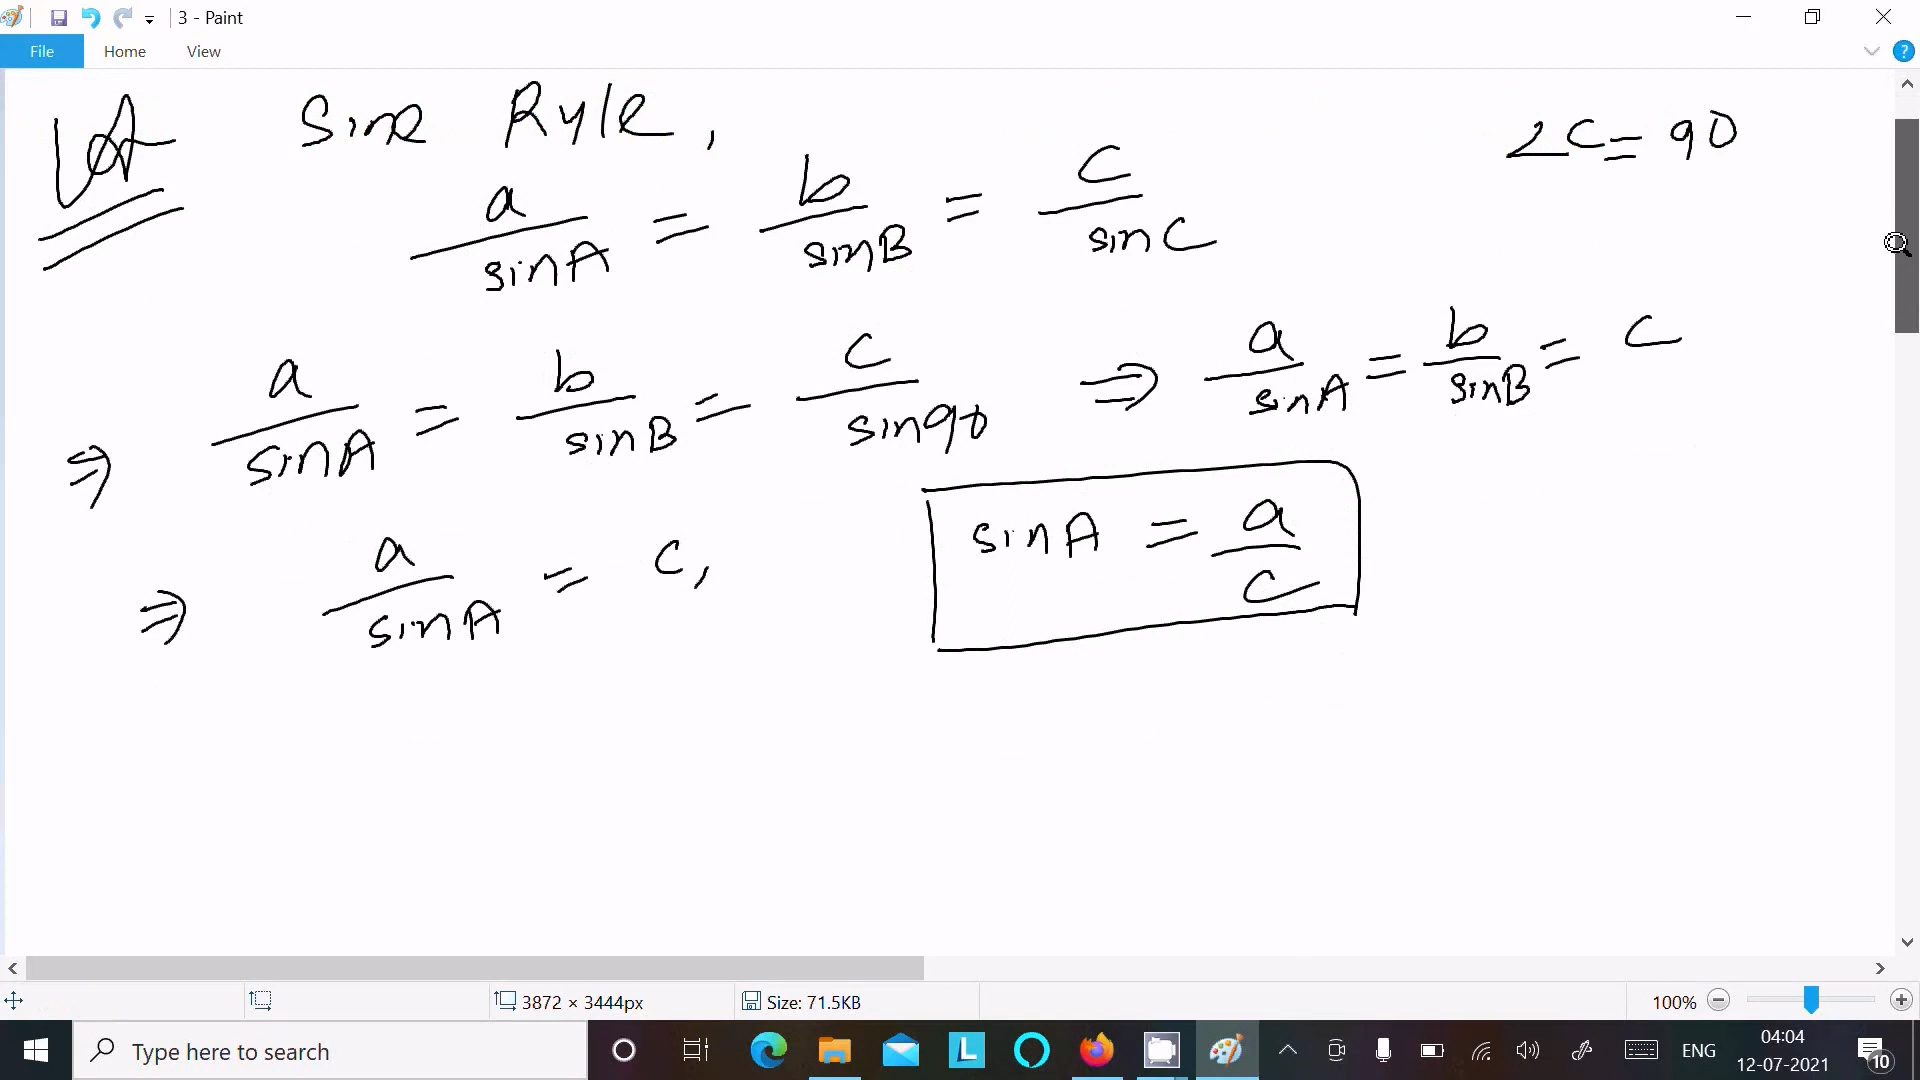 3 - Paint
File Home View
Sine Ryle,
∠C = 90
a/sinA = b/sinB = c/sinC
⇒ a/sinA = b/sinB = c/sin90 ⇒ a/sinA = b/sinB = c
⇒ a/sinA = c,
sinA = a/c
3872 × 3444px Size: 71.5KB 100%
Type here to search
L
ENG
04:04
12-07-2021
10